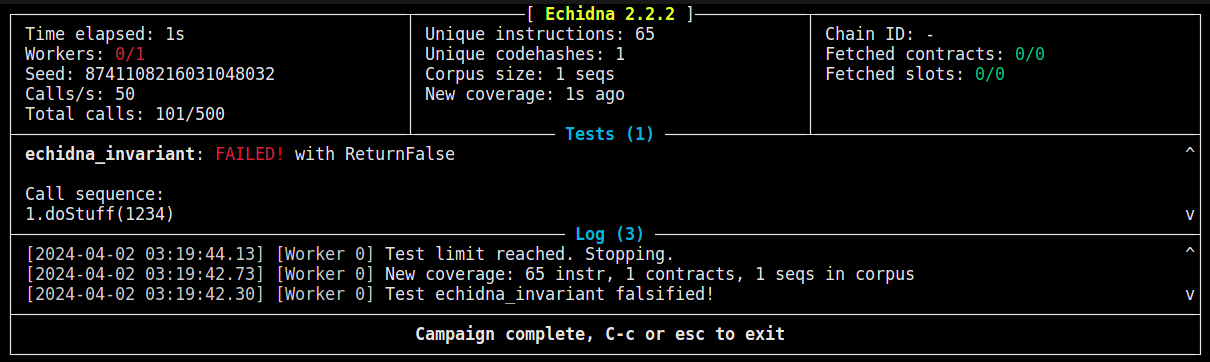 [ Echidna 2.2.2 ]
Time elapsed: 1s
Workers: 0/1
Seed: 8741108216031048032
Calls/s: 50
Total calls: 101/500
Unique instructions: 65
Unique codehashes: 1
Corpus size: 1 seqs
New coverage: 1s ago
Chain ID: -
Fetched contracts: 0/0
Fetched slots: 0/0
Tests (1)
echidna_invariant: FAILED! with ReturnFalse ^
Call sequence:
1.doStuff(1234) v
Log (3)
[2024-04-02 03:19:44.13] [Worker 0] Test limit reached. Stopping. ^
[2024-04-02 03:19:42.73] [Worker 0] New coverage: 65 instr, 1 contracts, 1 seqs in corpus
[2024-04-02 03:19:42.30] [Worker 0] Test echidna_invariant falsified! v
Campaign complete, C-c or esc to exit